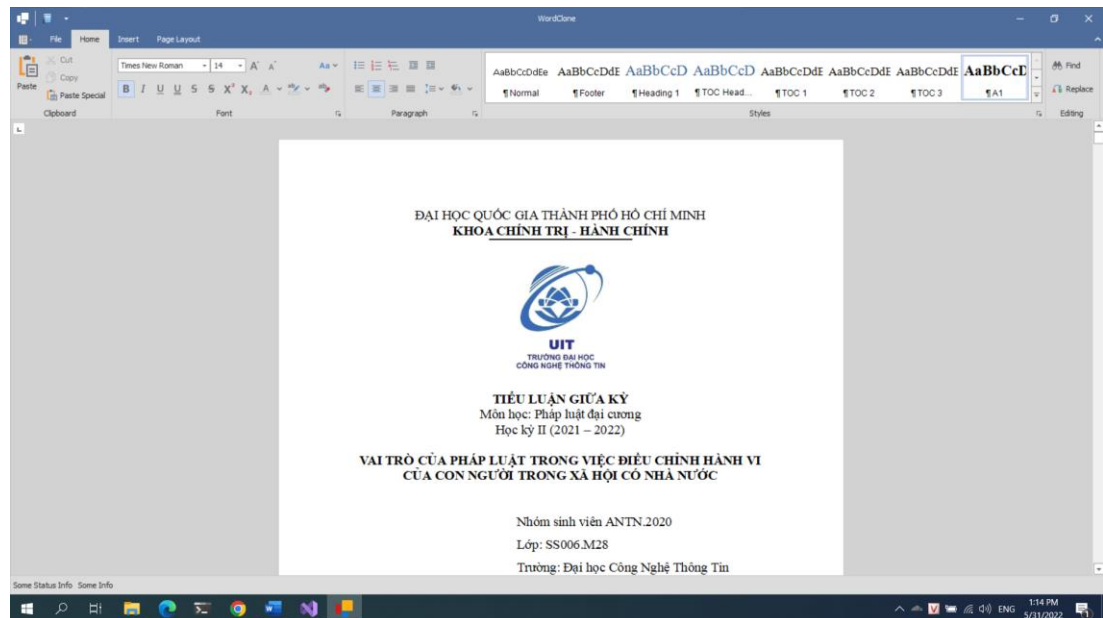 WordClone
File Home Insert Page Layout
Cut
Copy
Paste
Paste Special
Clipboard
Times New Roman 14
Font
Paragraph
AaBbCcDdEe AaBbCcDdE AaBbCcD AaBbCcD AaBbCcDdE AaBbCcDdE AaBbCcDdE AaBbCcD
¶ Normal ¶ Footer ¶ Heading 1 ¶ TOC Head... ¶ TOC 1 ¶ TOC 2 ¶ TOC 3 ¶ A1
Styles
Find
Replace
Editing
ĐẠI HỌC QUỐC GIA THÀNH PHỐ HỒ CHÍ MINH
KHOA CHÍNH TRỊ - HÀNH CHÍNH
UIT
TRƯỜNG ĐẠI HỌC
CÔNG NGHỆ THÔNG TIN
TIỂU LUẬN GIỮA KỲ
Môn học: Pháp luật đại cương
Học kỳ II (2021 – 2022)
VAI TRÒ CỦA PHÁP LUẬT TRONG VIỆC ĐIỀU CHỈNH HÀNH VI
CỦA CON NGƯỜI TRONG XÃ HỘI CÓ NHÀ NƯỚC
Nhóm sinh viên ANTN.2020
Lớp: SS006.M28
Trường: Đại học Công Nghệ Thông Tin
Some Status Info Some Info
ENG
1:14 PM
5/31/2022